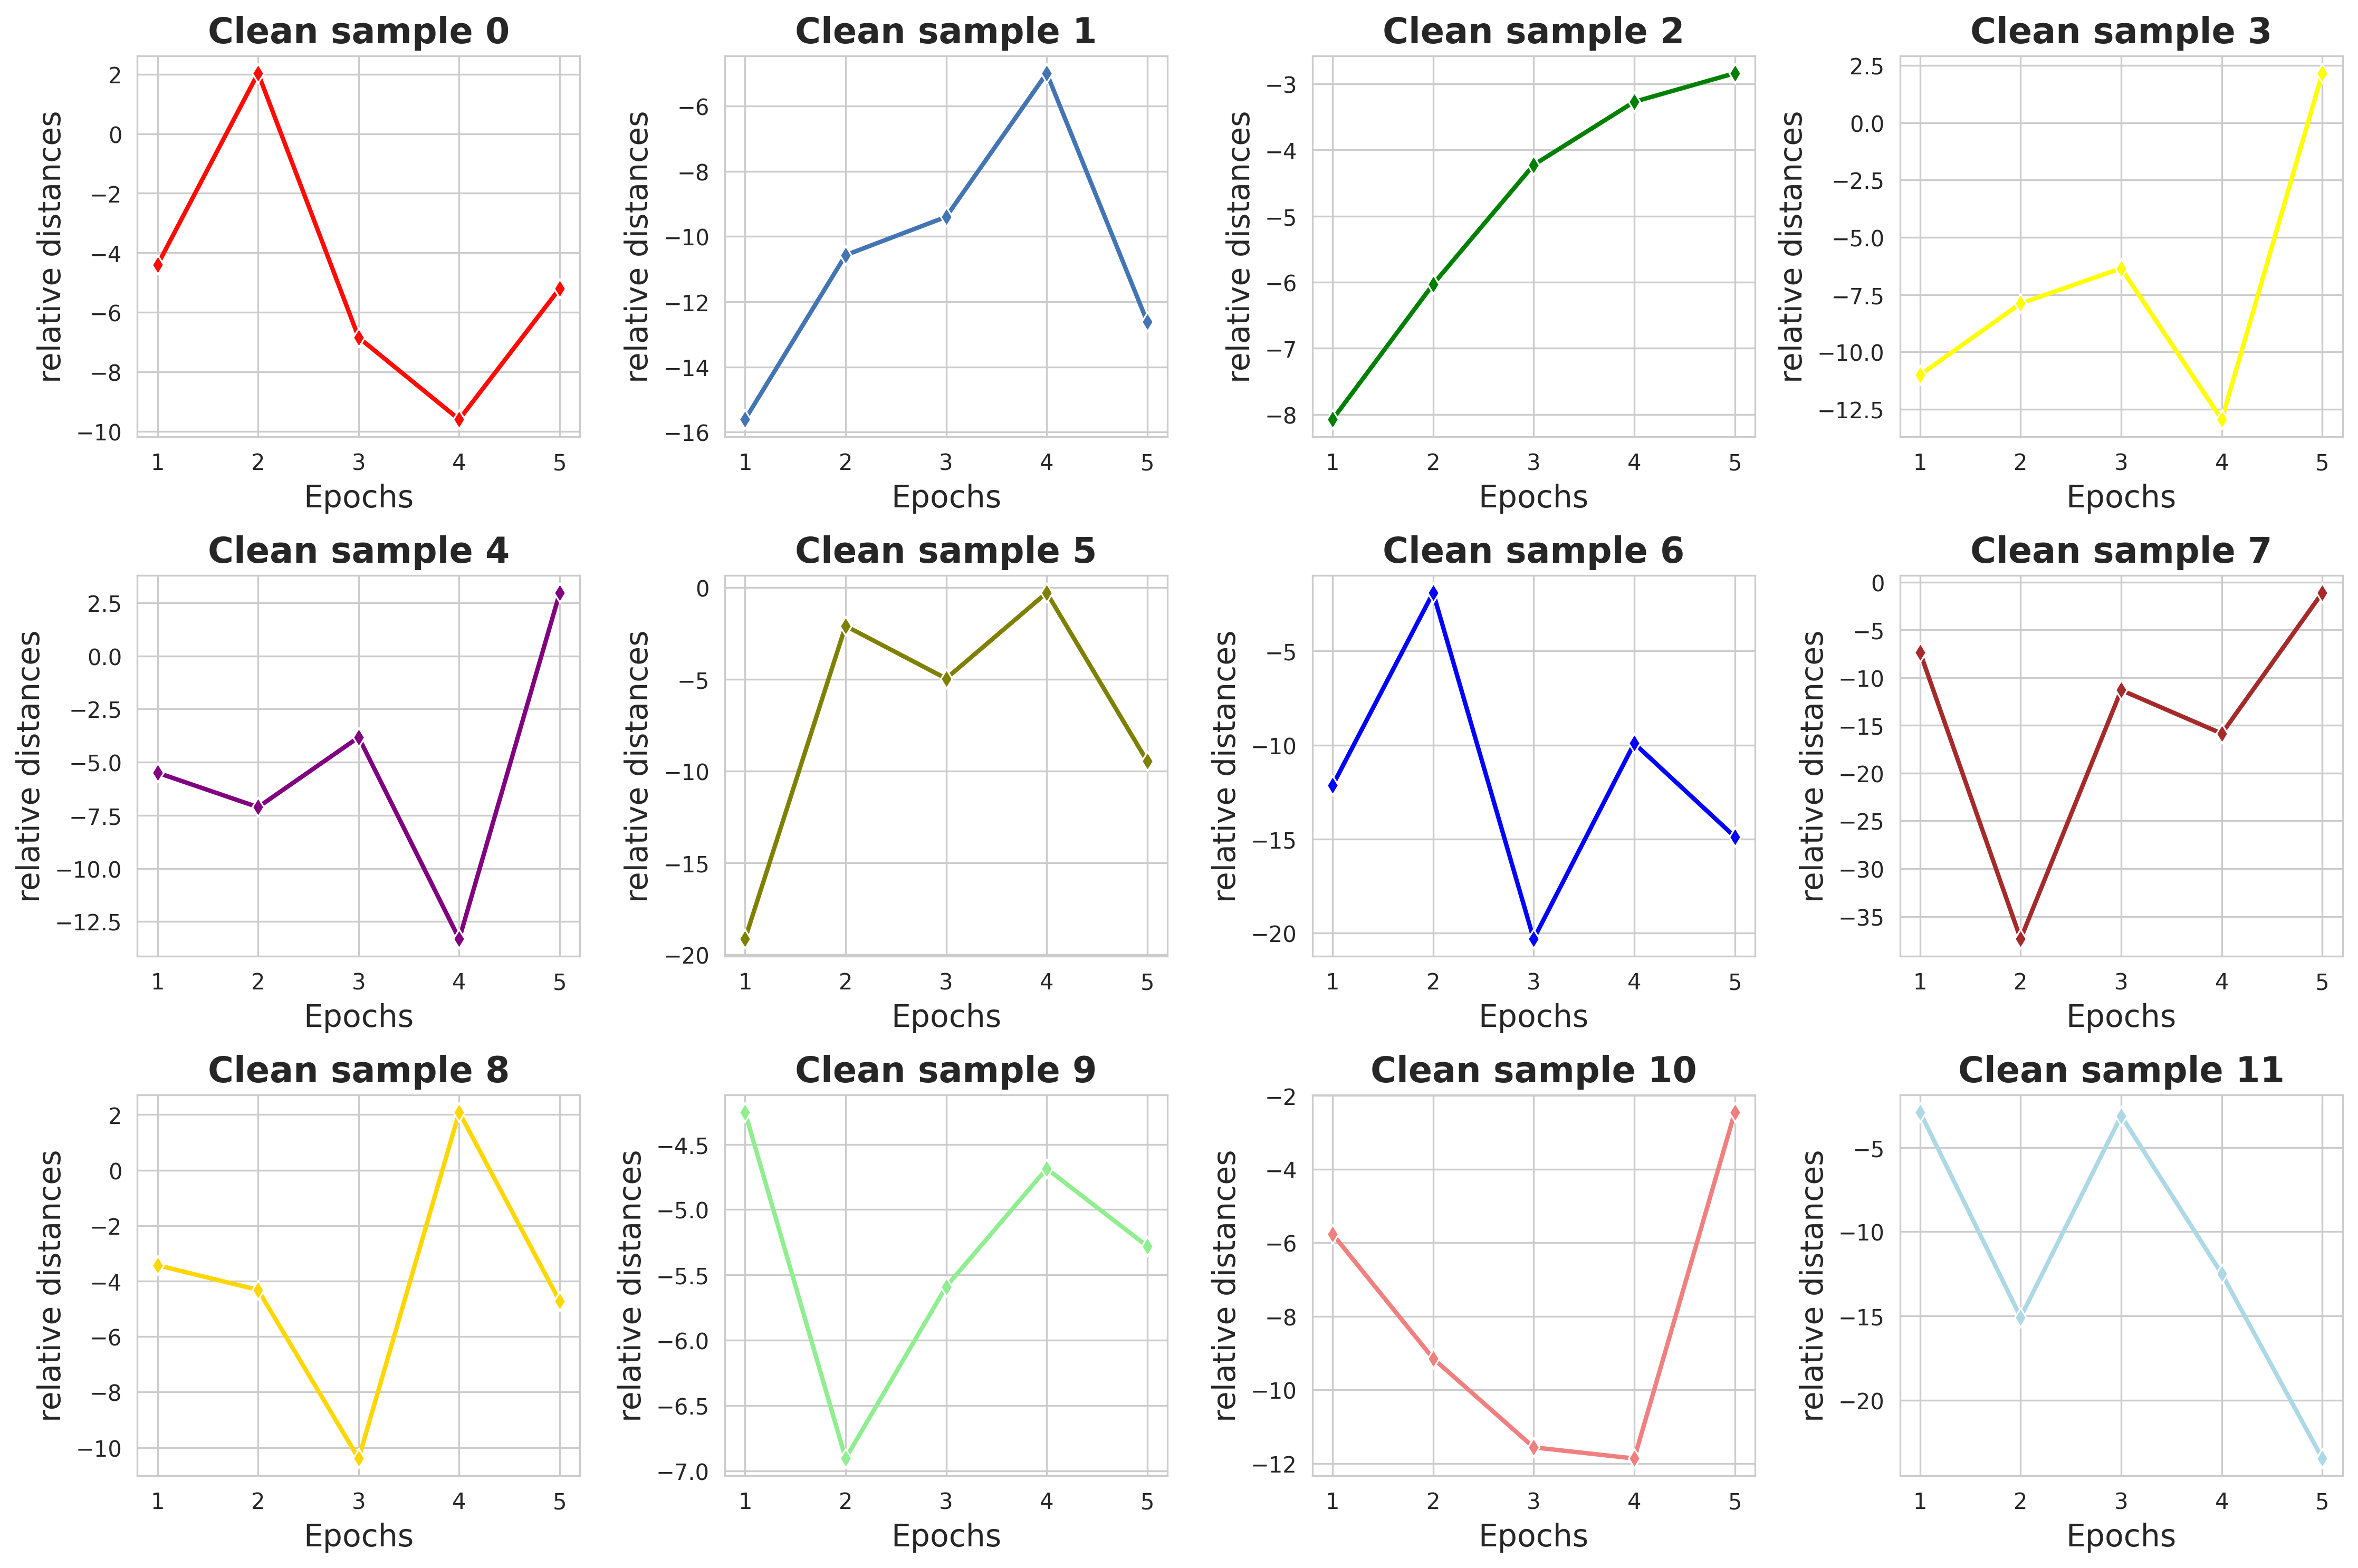 Clean sample 0
relative distances
2
0
−2
−4
−6
−8
−10
1 2 3 4 5
Epochs
Clean sample 1
relative distances
−6
−8
−10
−12
−14
−16
1 2 3 4 5
Epochs
Clean sample 2
relative distances
−3
−4
−5
−6
−7
−8
1 2 3 4 5
Epochs
Clean sample 3
relative distances
2.5
0.0
−2.5
−5.0
−7.5
−10.0
−12.5
1 2 3 4 5
Epochs
Clean sample 4
relative distances
2.5
0.0
−2.5
−5.0
−7.5
−10.0
−12.5
1 2 3 4 5
Epochs
Clean sample 5
relative distances
0
−5
−10
−15
−20
1 2 3 4 5
Epochs
Clean sample 6
relative distances
−5
−10
−15
−20
1 2 3 4 5
Epochs
Clean sample 7
relative distances
0
−5
−10
−15
−20
−25
−30
−35
1 2 3 4 5
Epochs
Clean sample 8
relative distances
2
0
−2
−4
−6
−8
−10
1 2 3 4 5
Epochs
Clean sample 9
relative distances
−4.5
−5.0
−5.5
−6.0
−6.5
−7.0
1 2 3 4 5
Epochs
Clean sample 10
relative distances
−2
−4
−6
−8
−10
−12
1 2 3 4 5
Epochs
Clean sample 11
relative distances
−5
−10
−15
−20
1 2 3 4 5
Epochs